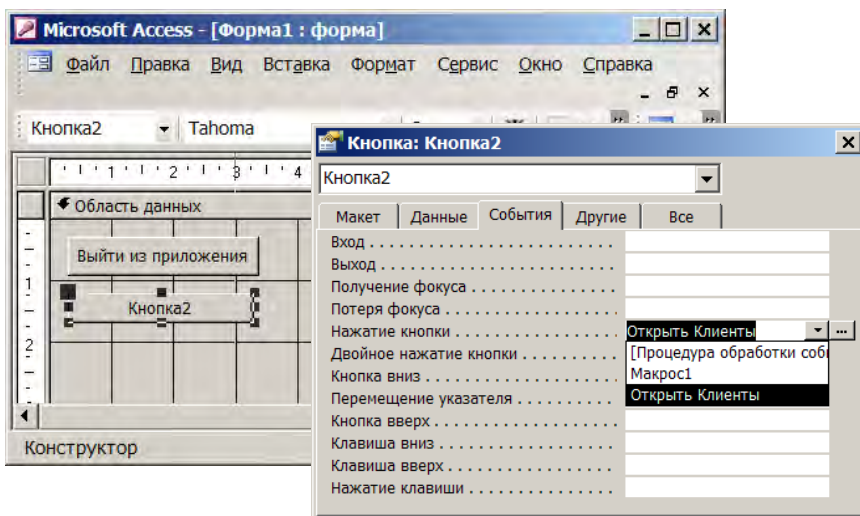 Microsoft Access - [Форма1 : форма]
Файл Правка Вид Вставка Формат Сервис Окно Справка
Кнопка2 Tahoma
1 2 3 4
Область данных
Выйти из приложения
Кнопка2
1
2
Конструктор
Кнопка: Кнопка2
Кнопка2
Макет Данные События Другие Все
Вход
Выход
Получение фокуса
Потеря фокуса
Нажатие кнопки Открыть Клиенты ...
Двойное нажатие кнопки [Процедура обработки соб
Кнопка вниз Макрос1
Перемещение указателя Открыть Клиенты
Кнопка вверх
Клавиша вниз
Клавиша вверх
Нажатие клавиши